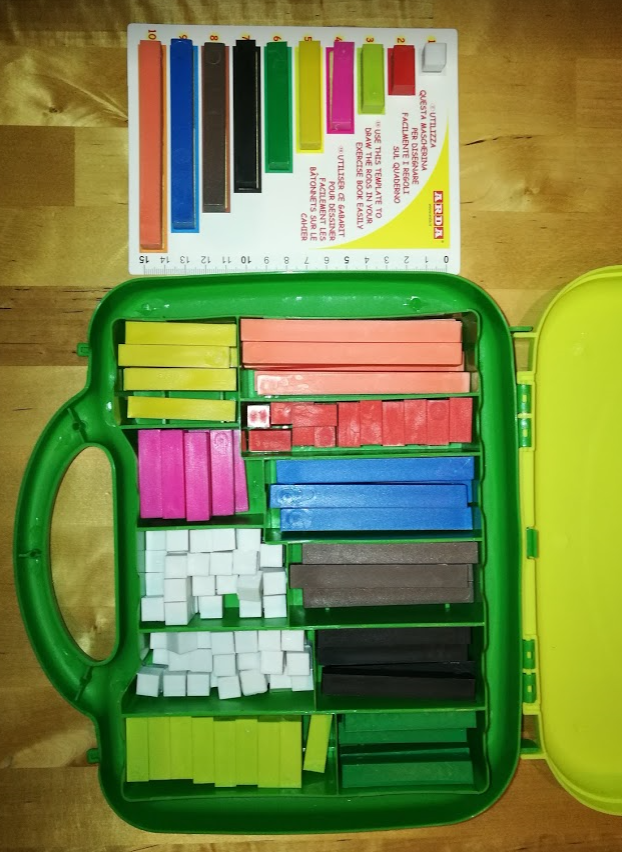 1 2 3 4 5 6 7 8 9 10
ARDA
※ UTILIZZA
QUESTA MASCHERINA
PER DISEGNARE
FACILMENTE I REGOLI
SUL QUADERNO
※ USE THIS TEMPLATE TO
DRAW THE RODS IN YOUR
EXERCISE BOOK EASILY
※ UTILISER CE GABARIT
POUR DESSINER
FACILEMENT LES
BÂTONNETS SUR LE
CAHIER
0 1 2 3 4 5 6 7 8 9 10 11 12 13 14 15